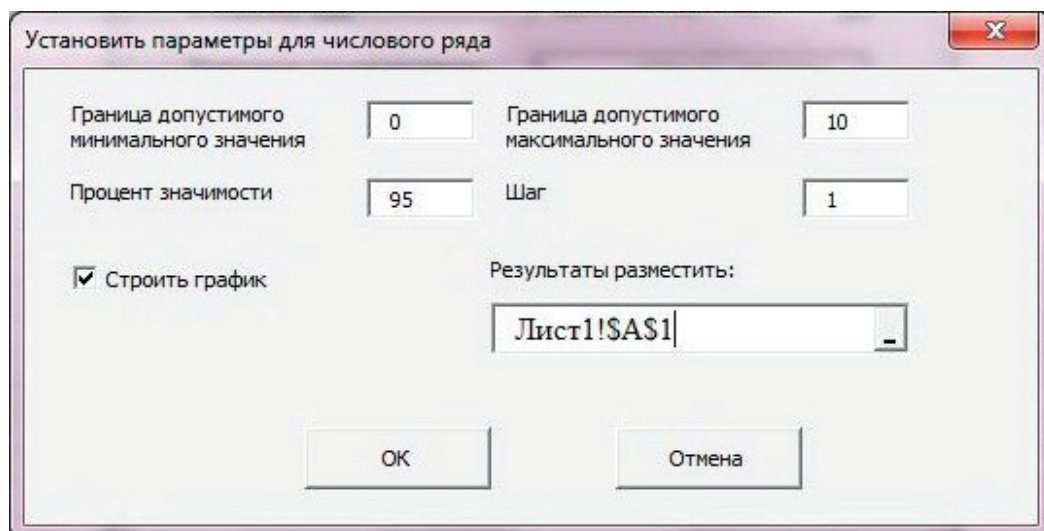 Установить параметры для числового ряда
Граница допустимого
минимального значения
0
Граница допустимого
максимального значения
10
Процент значимости
95
Шаг
1
Строить график
Результаты разместить:
Лист1!$A$1
OK
Отмена